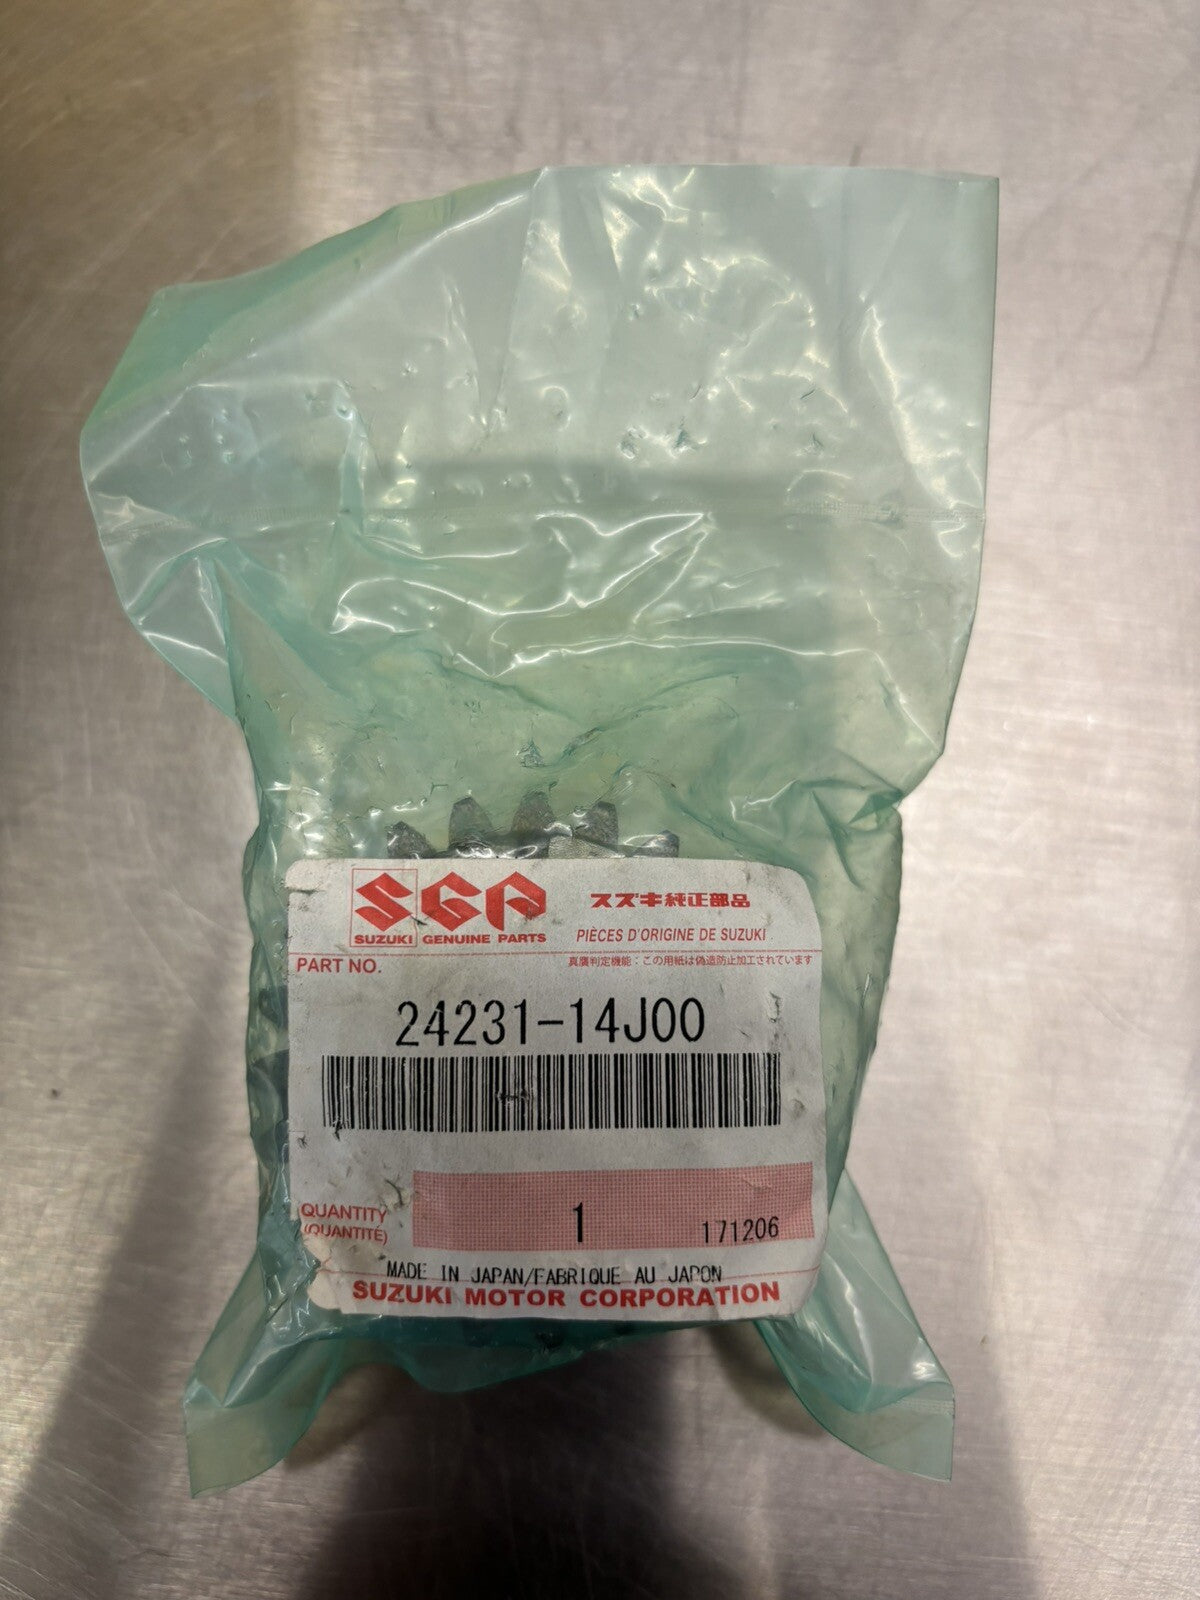 SGP
スズキ純正部品
SUZUKI GENUINE PARTS
PIÈCES D'ORIGINE DE SUZUKI
PART NO.
真贋判定機能：この用紙は偽造防止加工されています
24231-14J00
QUANTITY
(QUANTITÉ)
1
171206
MADE IN JAPAN/FABRIQUE AU JAPON
SUZUKI MOTOR CORPORATION